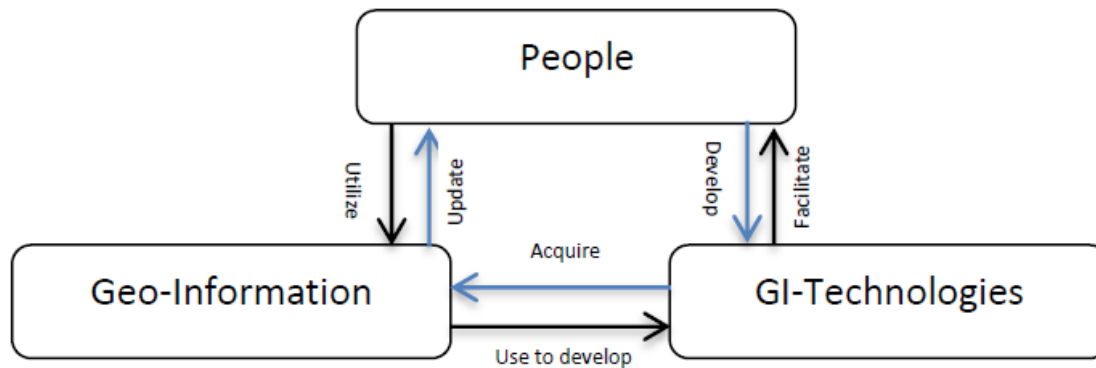 People
Utilize
Update
Develop
Facilitate
Acquire
Geo-Information
GI-Technologies
Use to develop